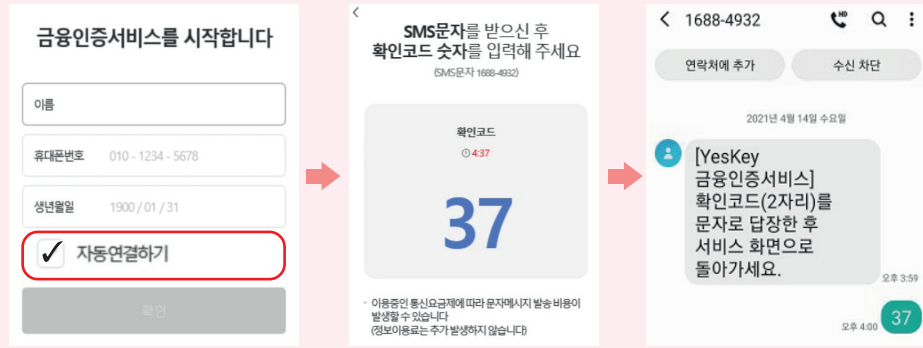 금융인증서비스를 시작합니다
이름
휴대폰번호 010 - 1234 - 5678
생년월일 1900 / 01 / 31
✓ 자동연결하기
확인
SMS문자를 받으신 후
확인코드 숫자를 입력해 주세요
(SMS문자 1688-4932)
확인코드
4:37
37
- 이용중인 통신요금제에 따라 문자메시지 발송 비용이
발생할 수 있습니다
(정보이용료는 추가 발생하지 않습니다)
1688-4932
HD
연락처에 추가 수신 차단
2021년 4월 14일 수요일
[YesKey
금융인증서비스]
확인코드(2자리)를
문자로 답장한 후
서비스 화면으로
돌아가세요.
오후 3:59
오후 4:00 37